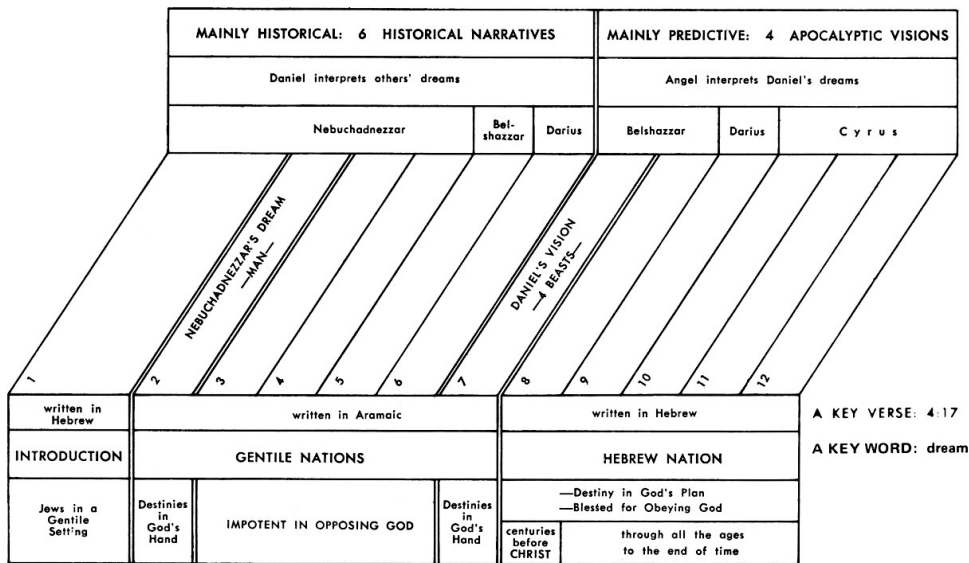 MAINLY HISTORICAL: 6 HISTORICAL NARRATIVES
MAINLY PREDICTIVE: 4 APOCALYPTIC VISIONS
Daniel interprets others' dreams
Angel interprets Daniel's dreams
Nebuchadnezzar
Bel-
shazzar
Darius
Belshazzar
Darius
Cyrus
NEBUCHADNEZZAR'S DREAM
—MAN—
DANIEL'S VISION
—4 BEASTS—
1
2
3
4
5
6
7
8
9
10
11
12
written in
Hebrew
written in Aramaic
written in Hebrew
A KEY VERSE: 4:17
INTRODUCTION
GENTILE NATIONS
HEBREW NATION
A KEY WORD: dream
Jews in a
Gentile
Setting
Destinies
in
God's
Hand
IMPOTENT IN OPPOSING GOD
Destinies
in
God's
Hand
—Destiny in God's Plan
—Blessed for Obeying God
centuries
before
CHRIST
through all the ages
to the end of time